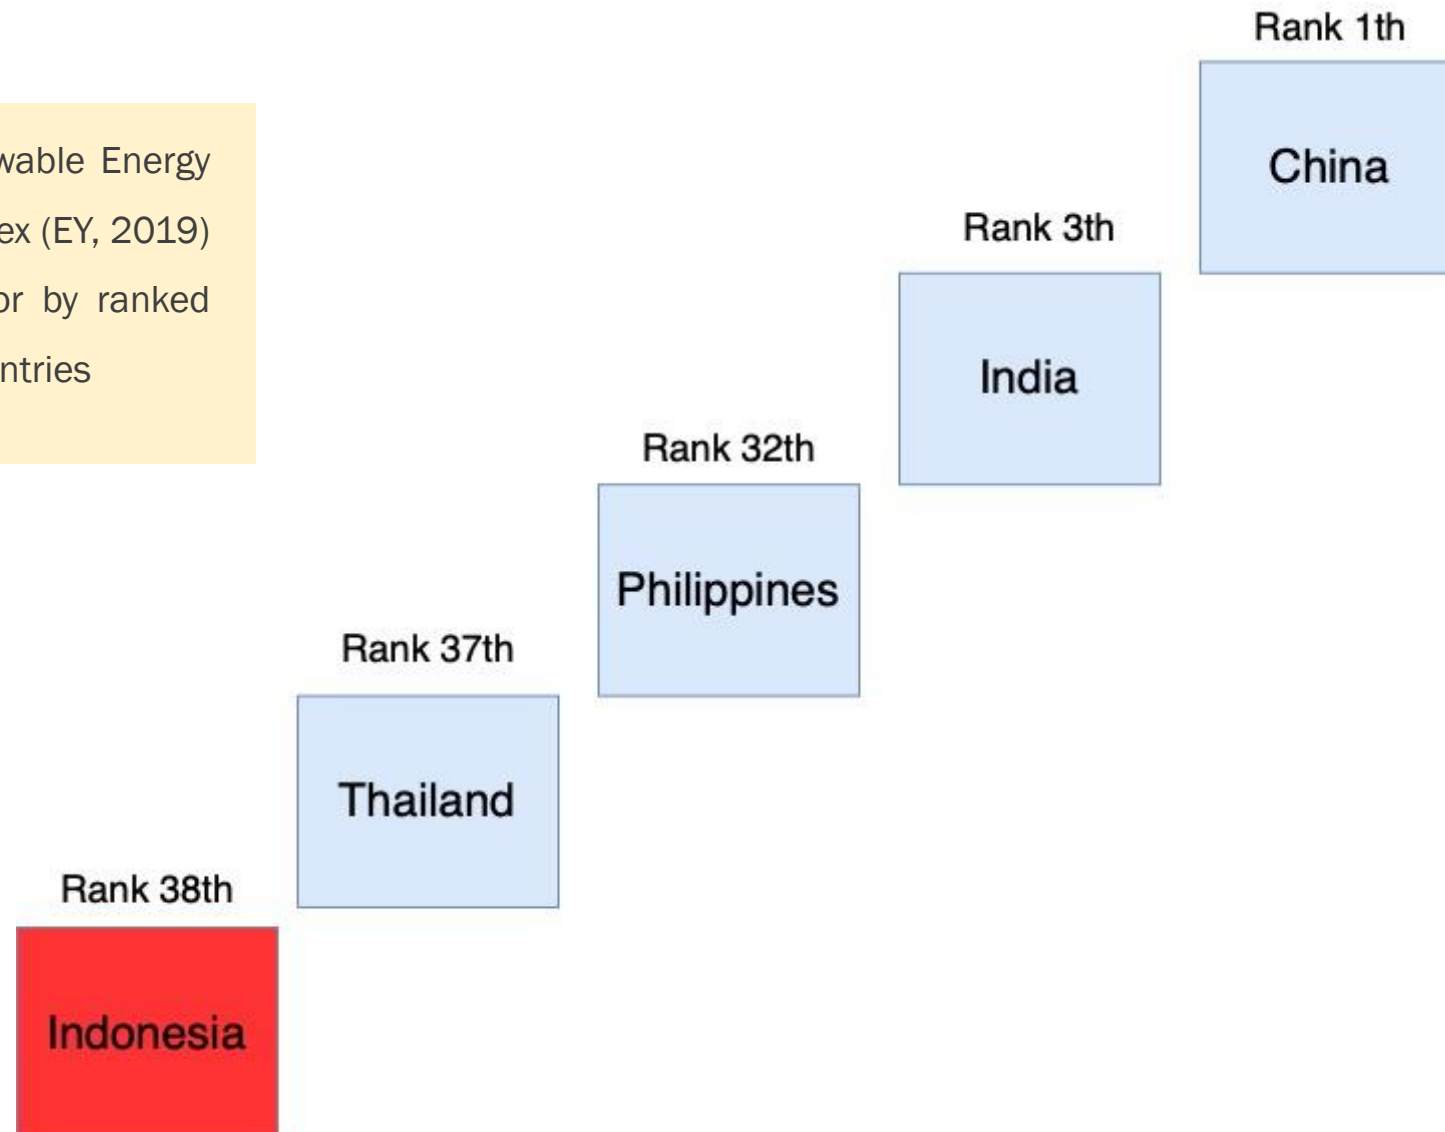 wable Energy
ex (EY, 2019)
or by ranked
ntries
Rank 1th
China
Rank 3th
India
Rank 32th
Philippines
Rank 37th
Thailand
Rank 38th
Indonesia